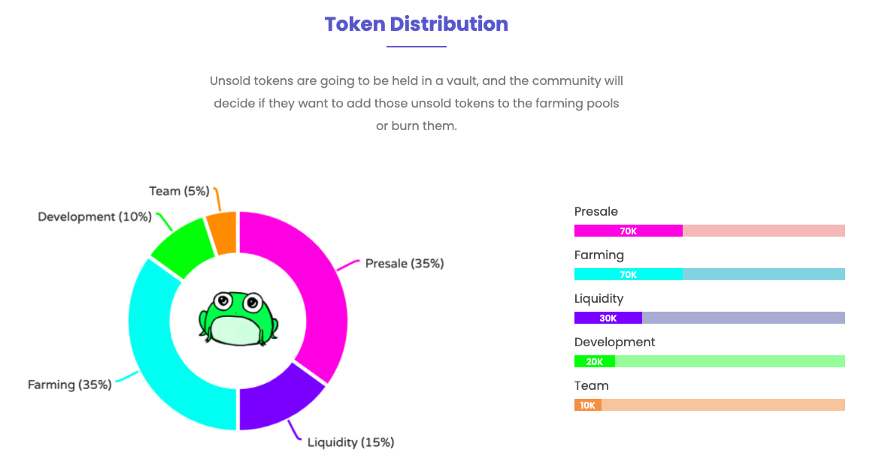 Token Distribution
Unsold tokens are going to be held in a vault, and the community will
decide if they want to add those unsold tokens to the farming pools
or burn them.
Team (5%)
Development (10%)
Presale (35%)
Farming (35%)
Liquidity (15%)
Presale
70K
Farming
70K
Liquidity
30K
Development
20K
Team
10K